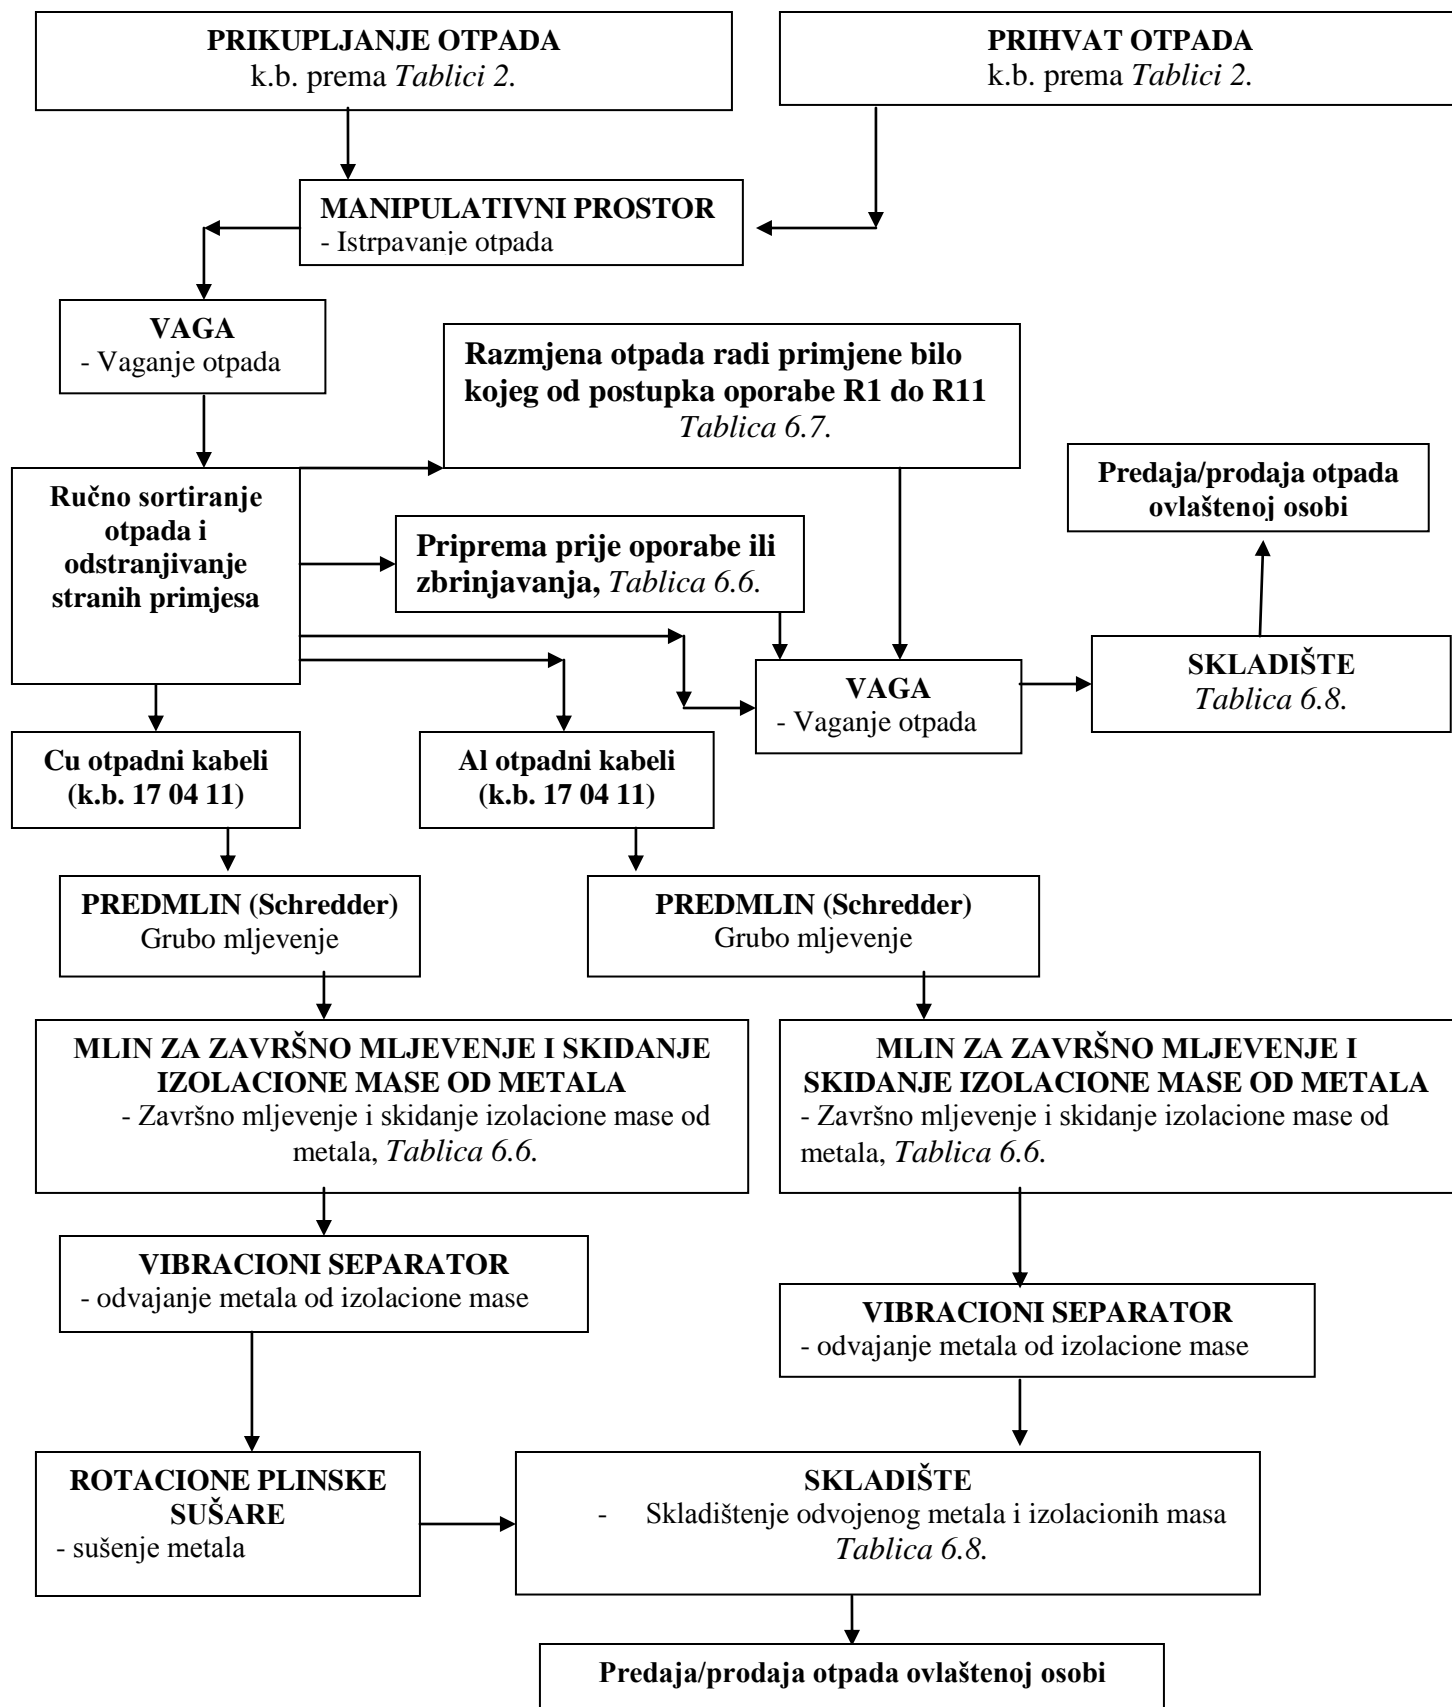 PRIKUPLJANJE OTPADA
k.b. prema Tablici 2.
PRIHVAT OTPADA
k.b. prema Tablici 2.
MANIPULATIVNI PROSTOR
- Istrpavanje otpada
VAGA
- Vaganje otpada
Razmjena otpada radi primjene bilo
kojeg od postupka oporabe R1 do R11
Tablica 6.7.
Predaja/prodaja otpada
ovlaštenoj osobi
Ručno sortiranje
otpada i
odstranjivanje
stranih primjesa
Priprema prije oporabe ili
zbrinjavanja, Tablica 6.6.
VAGA
- Vaganje otpada
SKLADIŠTE
Tablica 6.8.
Cu otpadni kabeli
(k.b. 17 04 11)
Al otpadni kabeli
(k.b. 17 04 11)
PREDMLIN (Schredder)
Grubo mljevenje
PREDMLIN (Schredder)
Grubo mljevenje
MLIN ZA ZAVRŠNO MLJEVENJE I SKIDANJE
IZOLACIONE MASE OD METALA
- Završno mljevenje i skidanje izolacione mase od
metala, Tablica 6.6.
MLIN ZA ZAVRŠNO MLJEVENJE I
SKIDANJE IZOLACIONE MASE OD METALA
- Završno mljevenje i skidanje izolacione mase od
metala, Tablica 6.6.
VIBRACIONI SEPARATOR
- odvajanje metala od izolacione mase
VIBRACIONI SEPARATOR
- odvajanje metala od izolacione mase
ROTACIONE PLINSKE
SUŠARE
- sušenje metala
SKLADIŠTE
- Skladištenje odvojenog metala i izolacionih masa
Tablica 6.8.
Predaja/prodaja otpada ovlaštenoj osobi